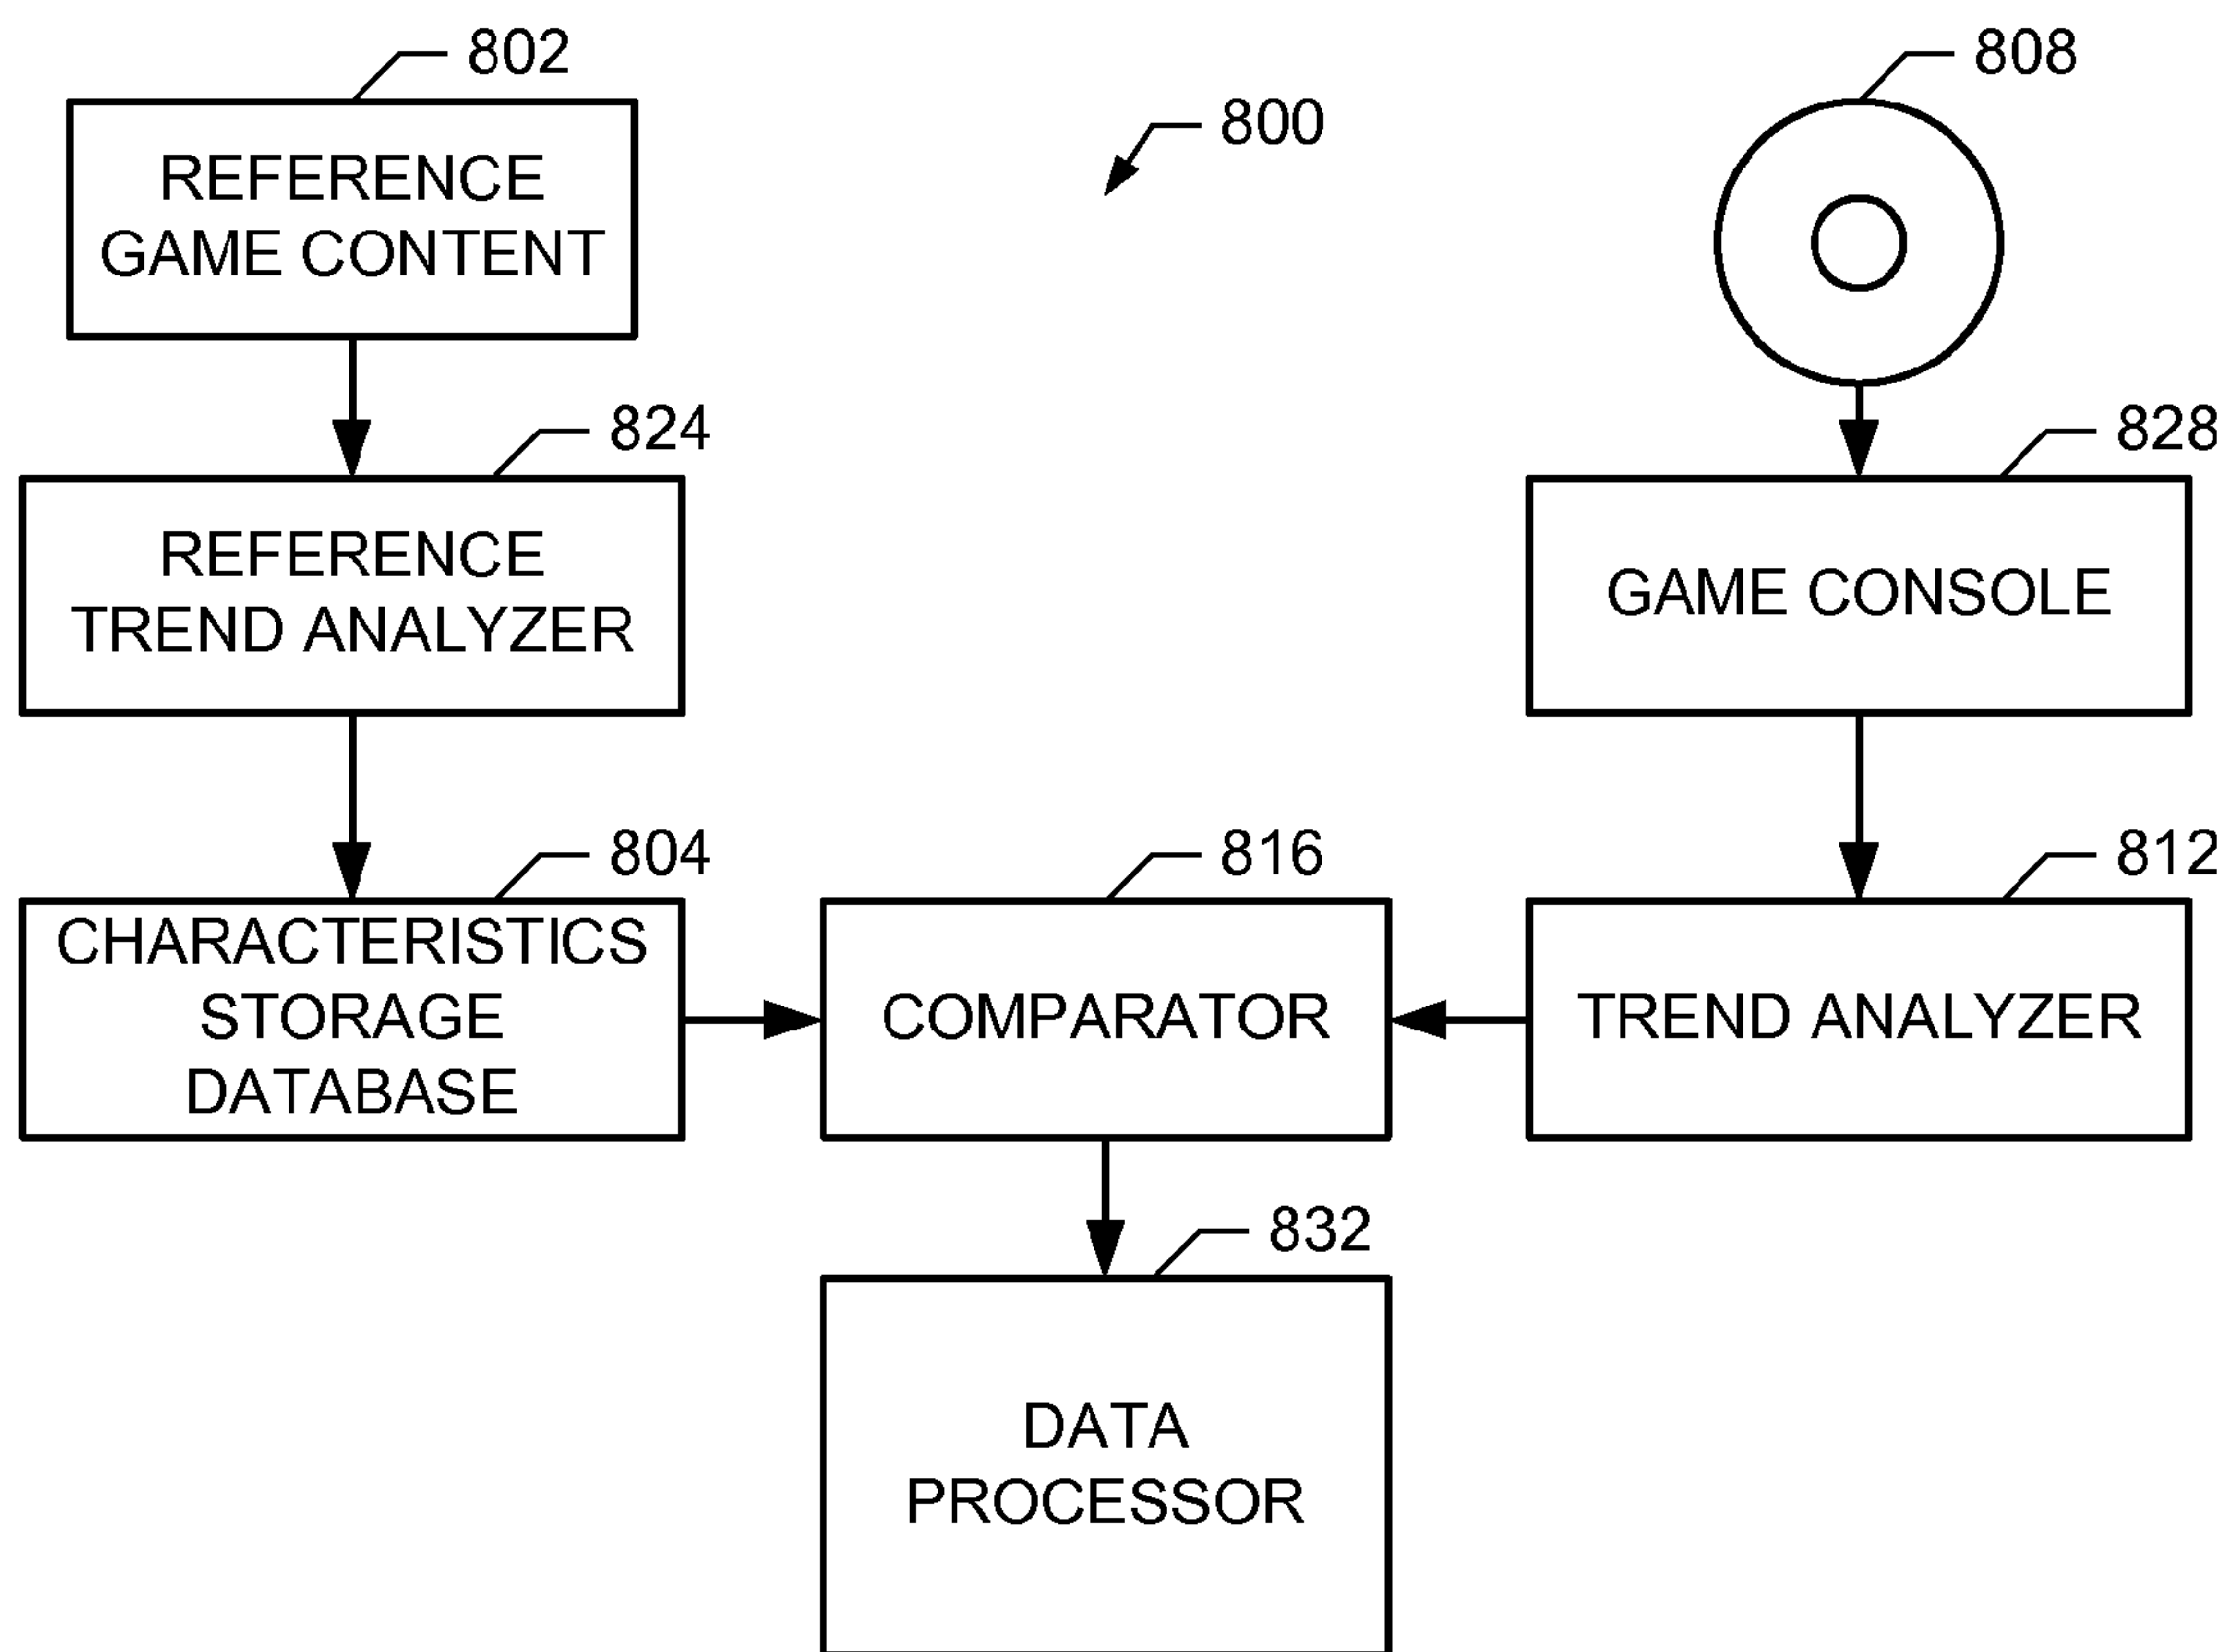 802
808
800
REFERENCE
GAME CONTENT
824
828
REFERENCE
TREND ANALYZER
GAME CONSOLE
804
816
812
CHARACTERISTICS
STORAGE
DATABASE
COMPARATOR
TREND ANALYZER
832
DATA
PROCESSOR